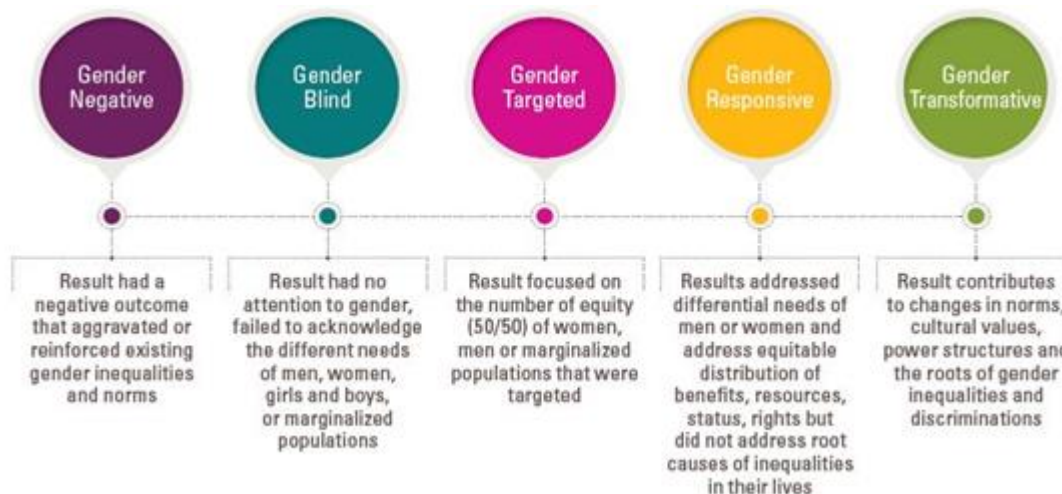 Gender
Negative
Gender
Blind
Gender
Targeted
Gender
Responsive
Gender
Transformative
Result had a
negative outcome
that aggravated or
reinforced existing
gender inequalities
and norms
Result had no
attention to gender,
failed to acknowledge
the different needs
of men, women,
girls and boys,
or marginalized
populations
Result focused on
the number of equity
(50/50) of women,
men or marginalized
populations that were
targeted
Results addressed
differential needs of
men or women and
address equitable
distribution of
benefits, resources,
status, rights but
did not address root
causes of inequalities
in their lives
Result contributes
to changes in norms,
cultural values,
power structures and
the roots of gender
inequalities and
discriminations